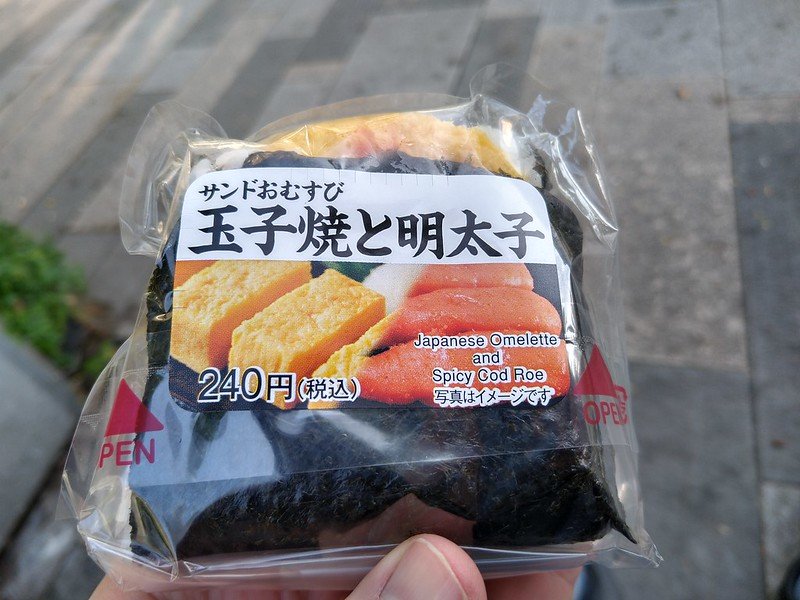 サンドおむすび
玉子焼と明太子
Japanese Omelette
and
Spicy Cod Roe
240円(税込)
写真はイメージです
PEN
OPEN